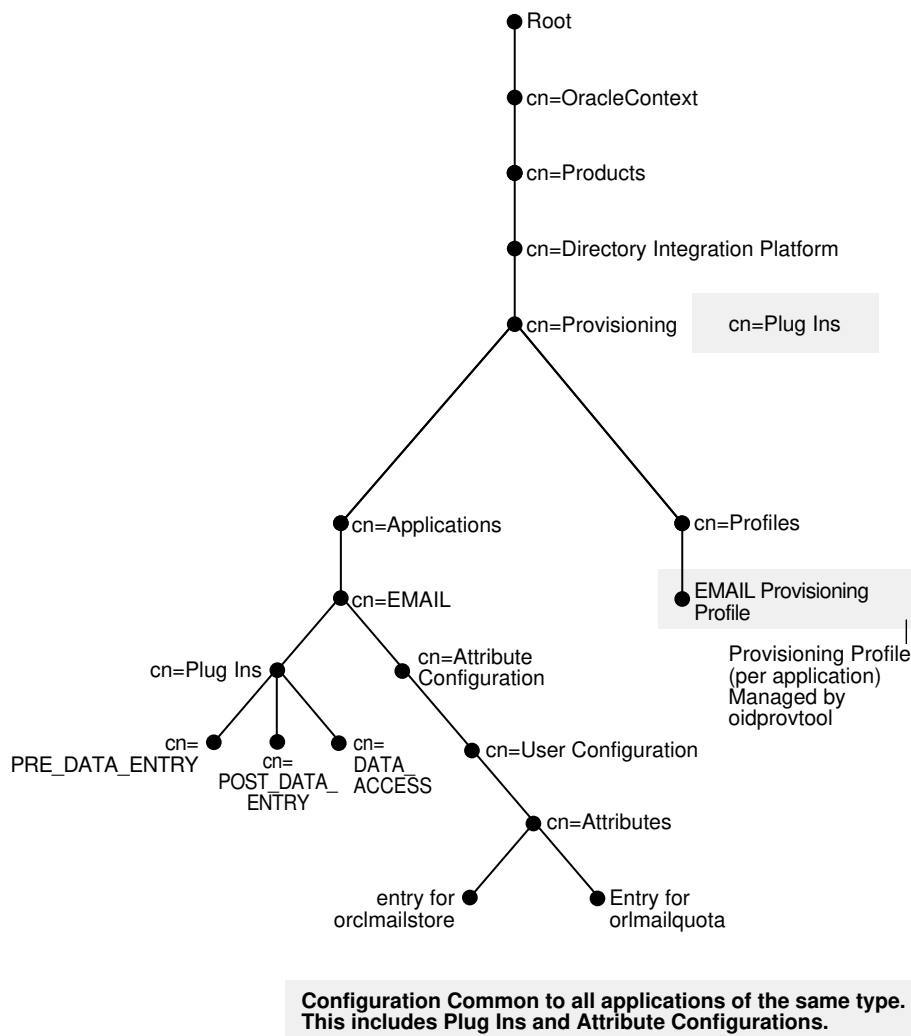 Root
cn=OracleContext
cn=Products
cn=Directory Integration Platform
cn=Provisioning
cn=Plug Ins
cn=Applications
cn=Profiles
cn=EMAIL
EMAIL Provisioning
Profile
Provisioning Profile
(per application)
Managed by
oidprovtool
cn=Plug Ins
cn=Attribute
Configuration
cn=
PRE_DATA_ENTRY
cn=
POST_DATA_
ENTRY
cn=
DATA_
ACCESS
cn=User Configuration
cn=Attributes
entry for
orclmailstore
Entry for
orlmailquota
Configuration Common to all applications of the same type.
This includes Plug Ins and Attribute Configurations.